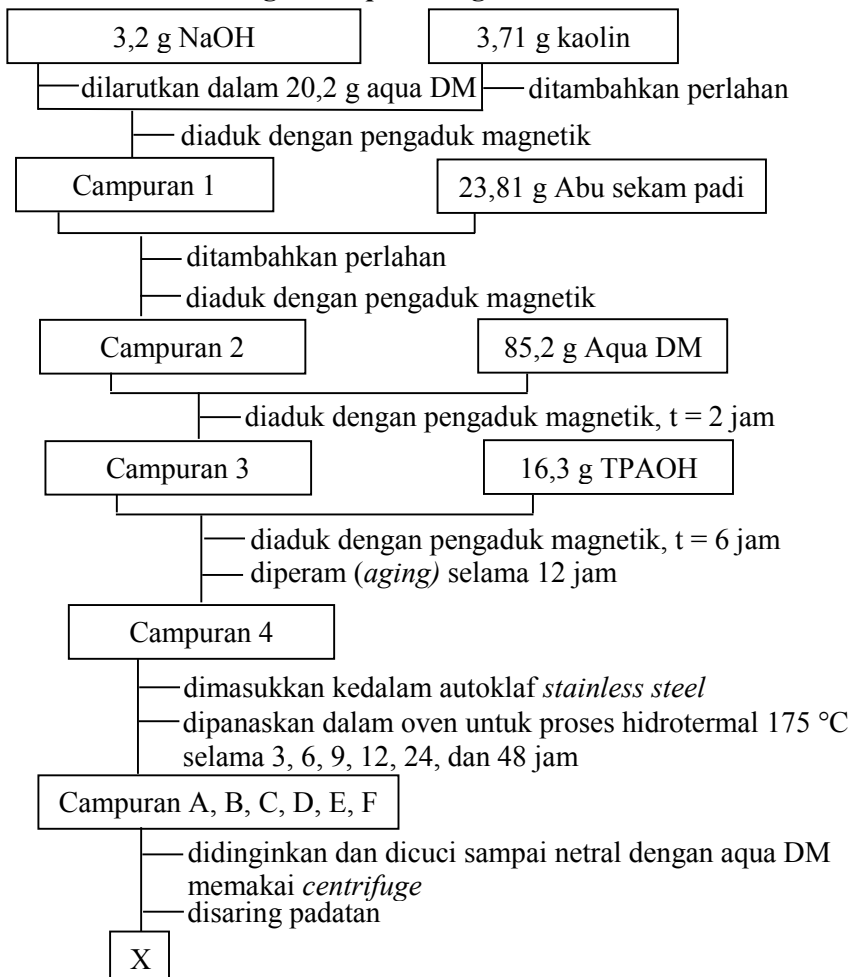 3,2 g NaOH
3,71 g kaolin
dilarutkan dalam 20,2 g aqua DM
ditambahkan perlahan
diaduk dengan pengaduk magnetik
Campuran 1
23,81 g Abu sekam padi
ditambahkan perlahan
diaduk dengan pengaduk magnetik
Campuran 2
85,2 g Aqua DM
diaduk dengan pengaduk magnetik, t = 2 jam
Campuran 3
16,3 g TPAOH
diaduk dengan pengaduk magnetik, t = 6 jam
diperam (aging) selama 12 jam
Campuran 4
dimasukkan kedalam autoklaf stainless steel
dipanaskan dalam oven untuk proses hidrotermal 175 °C
selama 3, 6, 9, 12, 24, dan 48 jam
Campuran A, B, C, D, E, F
didinginkan dan dicuci sampai netral dengan aqua DM
memakai centrifuge
disaring padatan
X